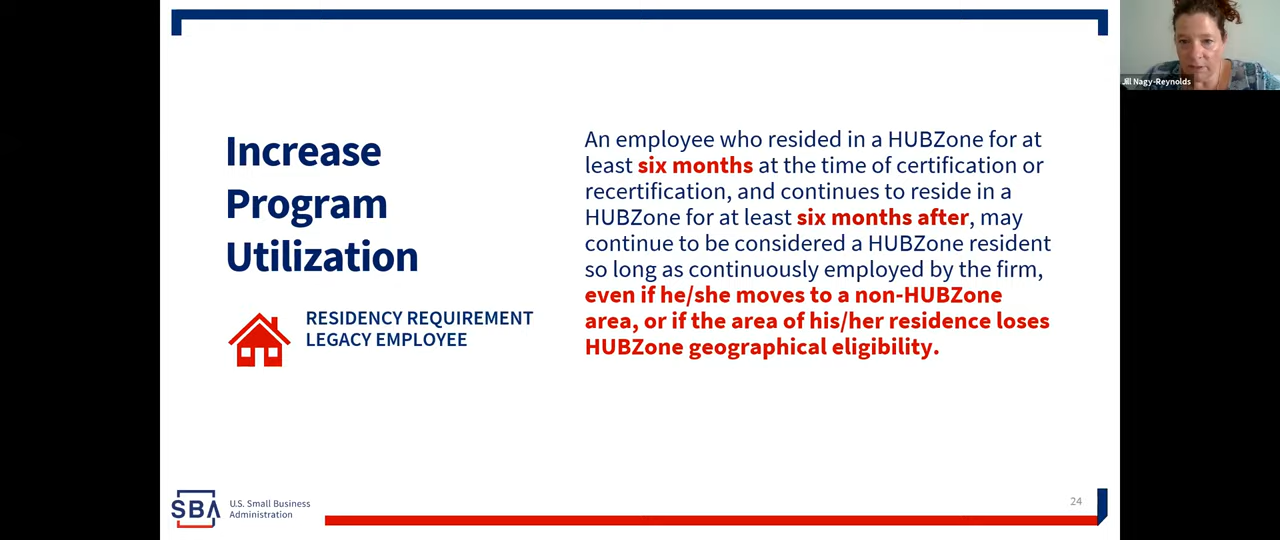 Jill Nagy-Reynolds
Increase
Program
Utilization
RESIDENCY REQUIREMENT
LEGACY EMPLOYEE
An employee who resided in a HUBZone for at
least six months at the time of certification or
recertification, and continues to reside in a
HUBZone for at least six months after, may
continue to be considered a HUBZone resident
so long as continuously employed by the firm,
even if he/she moves to a non-HUBZone
area, or if the area of his/her residence loses
HUBZone geographical eligibility.
SBA
U.S. Small Business
Administration
24